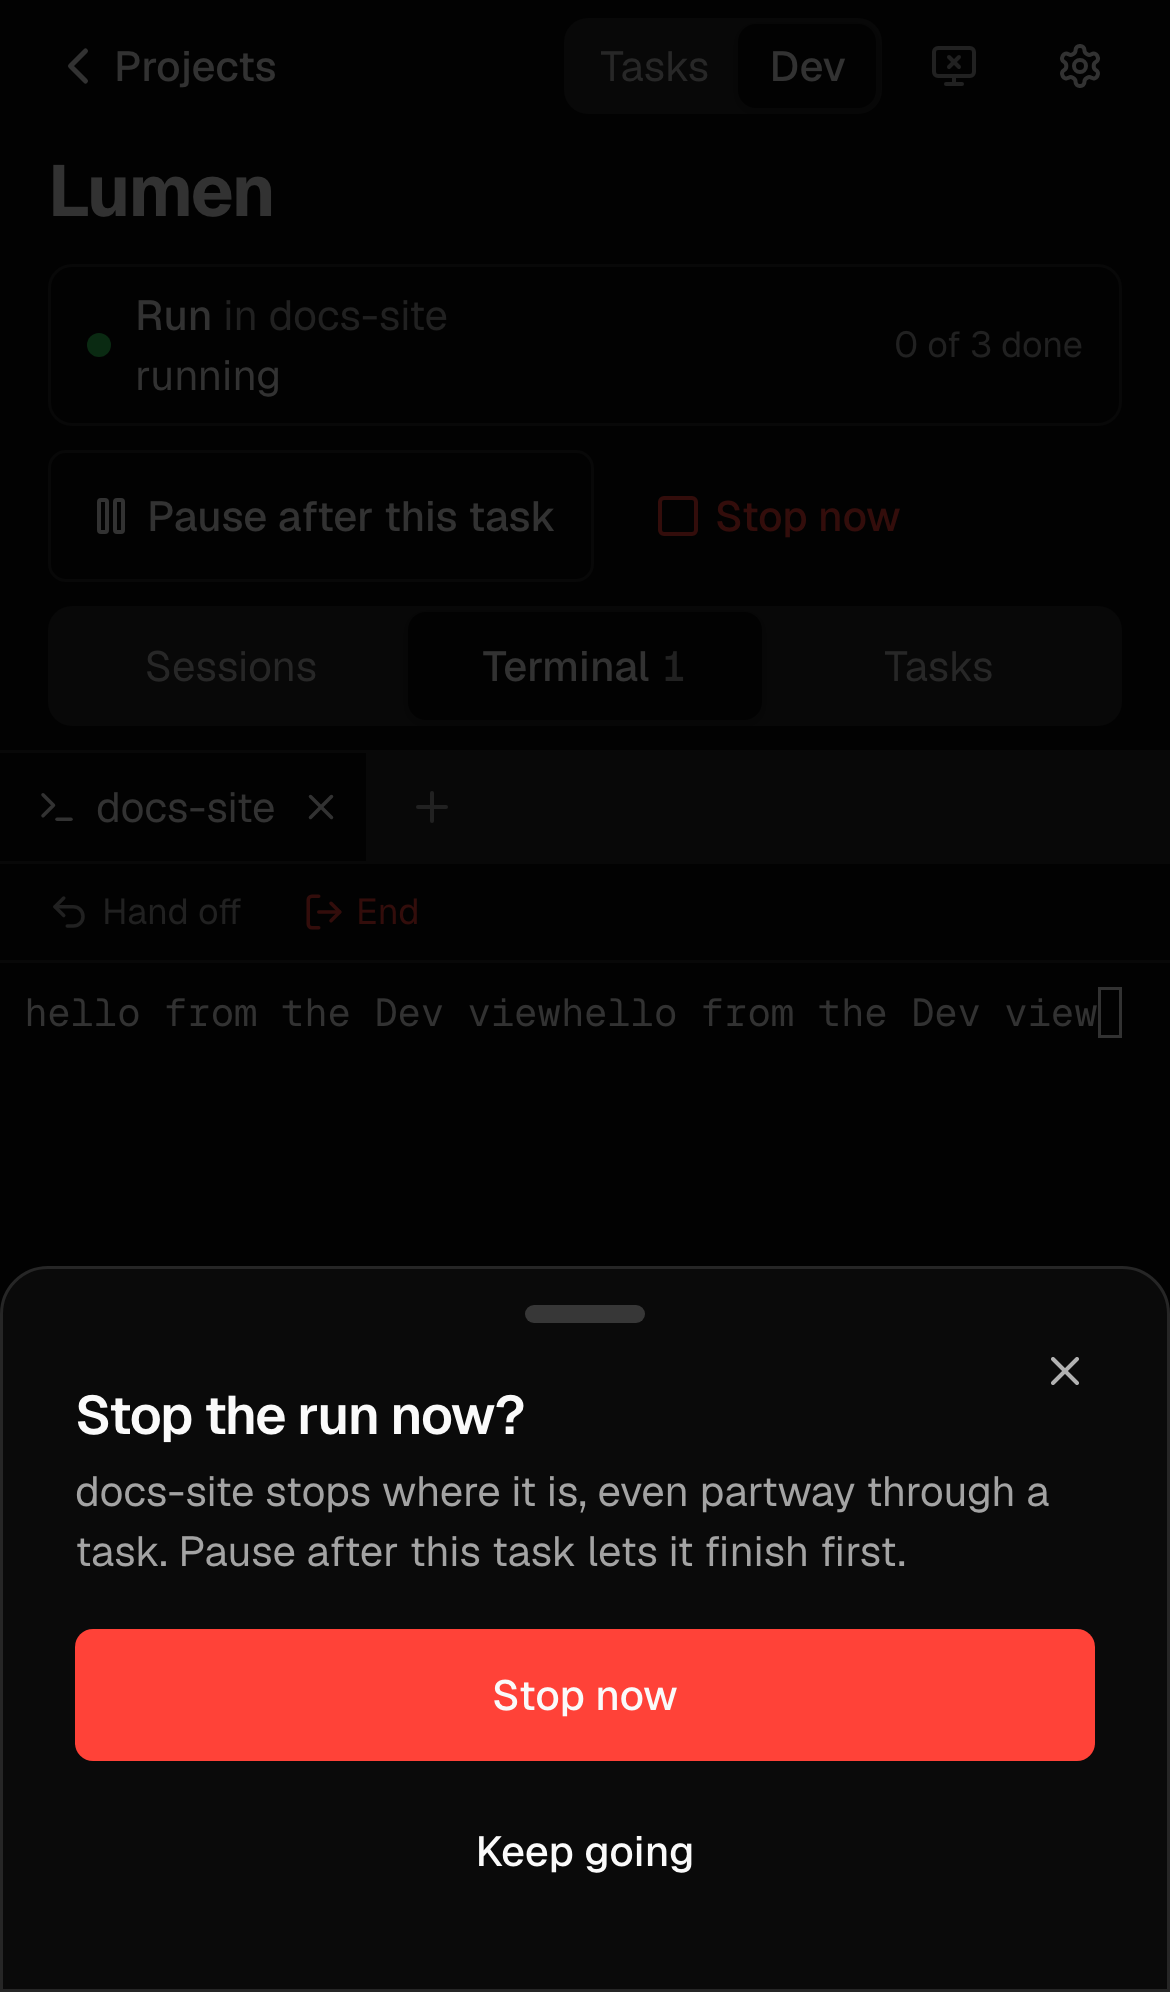 Projects
Tasks
Dev
Lumen
Run in docs-site
running
0 of 3 done
Pause after this task
Stop now
Sessions
Terminal 1
Tasks
docs-site
Hand off
End
hello from the Dev viewhello from the Dev view
Stop the run now?
docs-site stops where it is, even partway through a
task. Pause after this task lets it finish first.
Stop now
Keep going